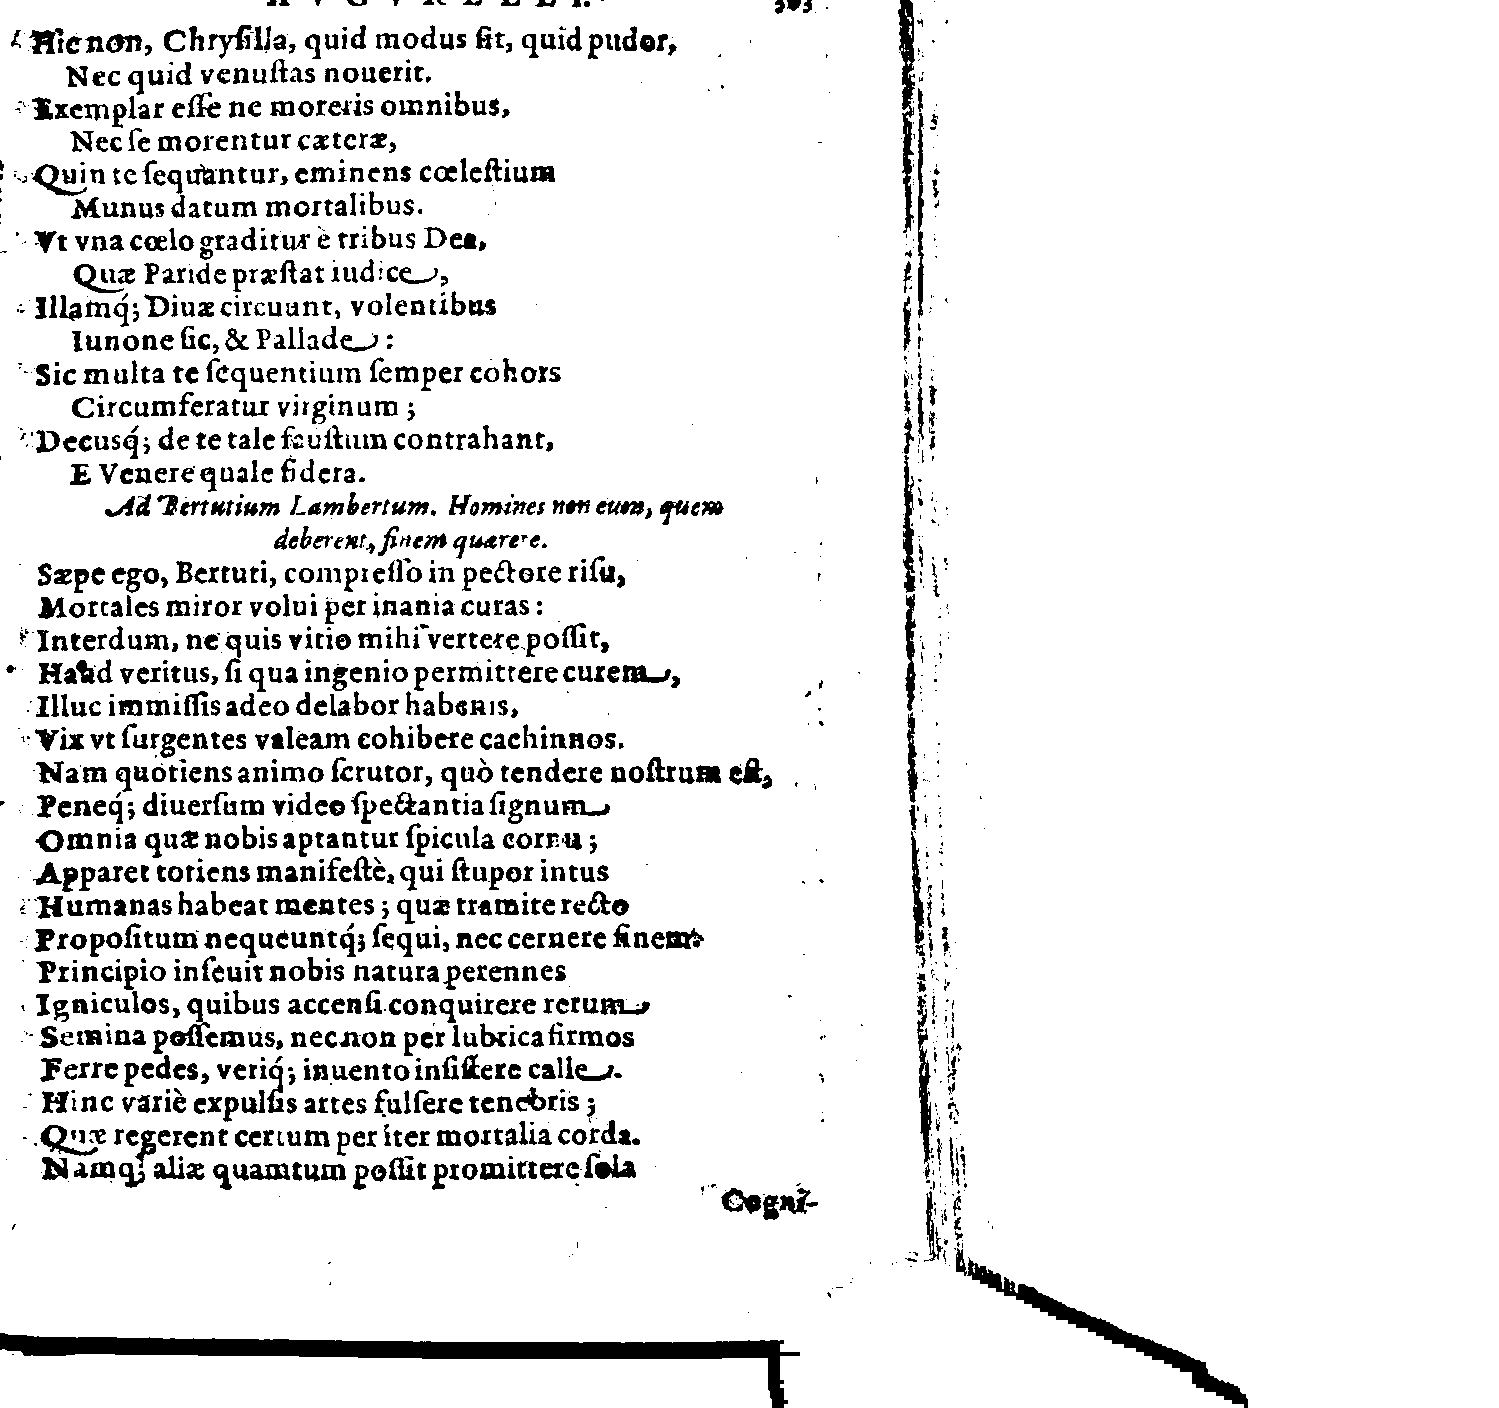 Hic non, Chryſilla, quid modus ſit, quid pudor,
Nec quid venuſtas nouerit.
Exemplar eſſe ne moreris omnibus,
Nec ſe morentur cæteræ,
Quin te ſequantur, eminens cœleſtium
Munus datum mortalibus.
Vt vna cœlo graditur è tribus Dea,
Quæ Paride præſtat iudice,
Illamq́; Diuæ circuunt, volentibus
Iunone ſic, & Pallade:
Sic multa te ſequentium ſemper cohors
Circumferatur virginum;
Decusq́; de te tale fauſtum contrahant,
E Venere quale ſidera.
Ad Bertutium Lambertum. Homines non eum, quem
deberent, finem quærere.
Sæpe ego, Bertuti, compreſſo in pectore riſu,
Mortales miror volui per inania curas:
Interdum, ne quis vitio mihi vertere poſſit,
Haud veritus, ſi qua ingenio permittere curem,
Illuc immiſſis adeo delabor habenis,
Vix vt ſurgentes valeam cohibere cachinnos.
Nam quotiens animo ſcrutor, quò tendere noſtrum eſt,
Peneq́; diuerſum video ſpectantia ſignum
Omnia quæ nobis aptantur ſpicula cornu;
Apparet totiens manifeſtè, qui ſtupor intus
Humanas habeat mentes; quæ tramite recto
Propoſitum nequeuntq́; ſequi, nec cernere finem.
Principio inſeuit nobis natura perennes
Igniculos, quibus accenſi conquirere rerum
Semina poſſemus, nec non per lubrica firmos
Ferre pedes, veriq́; inuento inſiſtere calle.
Hinc variè expulſis artes fulſere tenebris;
Quæ regerent certum per iter mortalia corda.
Namq́; aliæ quamtum poſſit promittere ſola
Cogni-